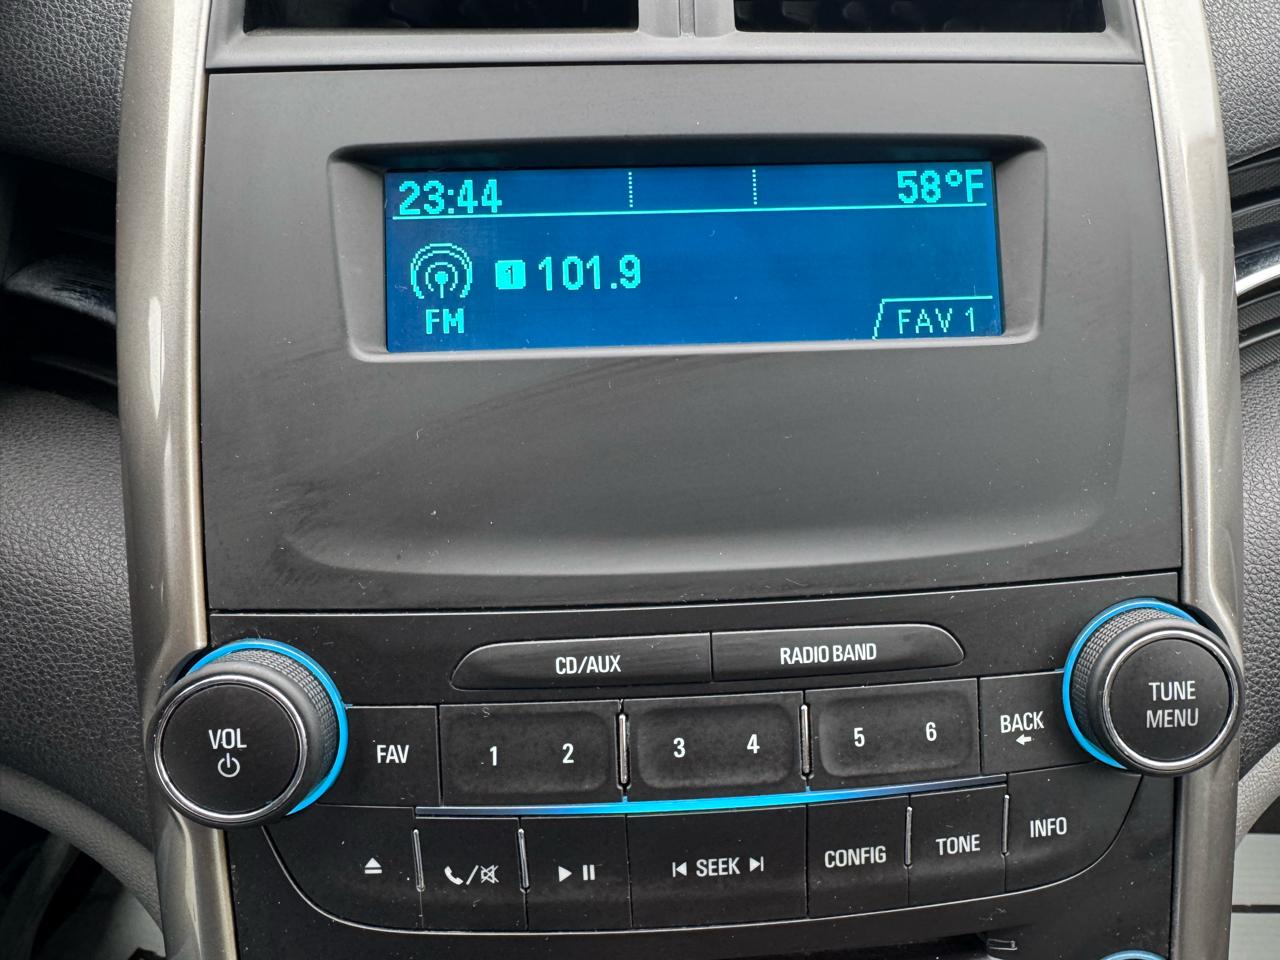 23:44 58°F
1 101.9
FM FAV 1
CD/AUX RADIO BAND
VOL FAV 1 2 3 4 5 6 BACK TUNE MENU
SEEK CONFIG TONE INFO